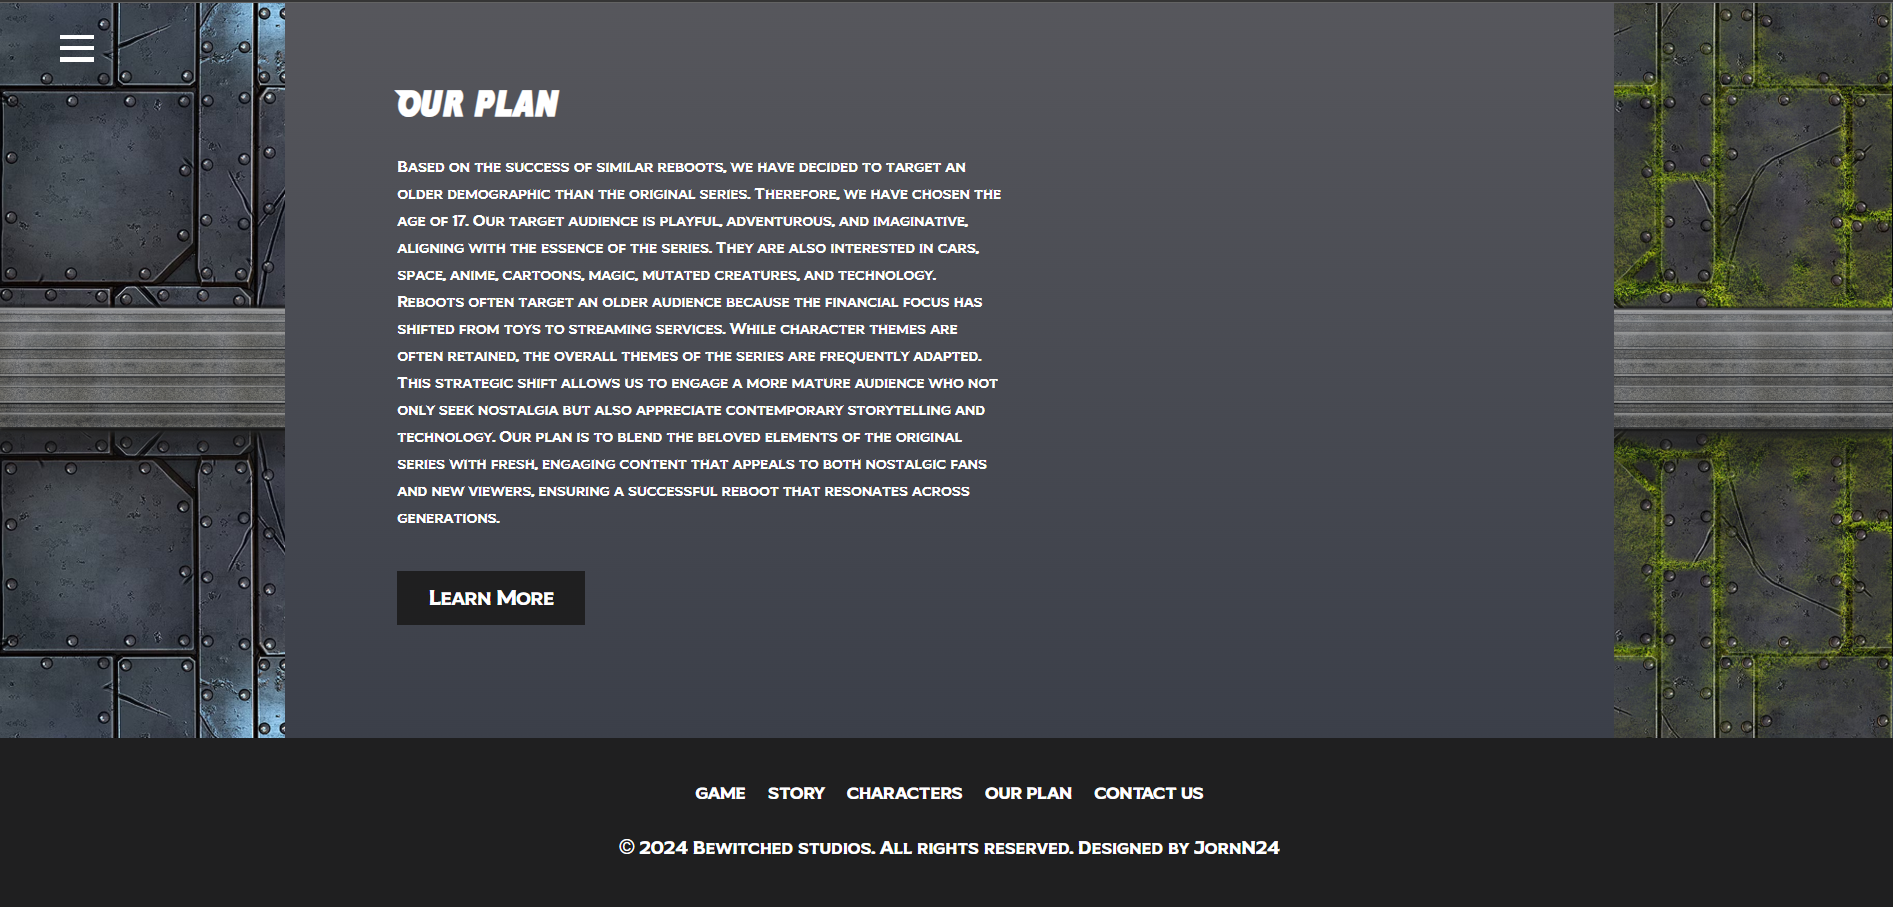 OUR PLAN
Based on the success of similar reboots, we have decided to target an
older demographic than the original series. Therefore, we have chosen the
age of 17. Our target audience is playful, adventurous, and imaginative,
aligning with the essence of the series. They are also interested in cars,
space, anime, cartoons, magic, mutated creatures, and technology.
Reboots often target an older audience because the financial focus has
shifted from toys to streaming services. While character themes are
often retained, the overall themes of the series are frequently adapted.
This strategic shift allows us to engage a more mature audience who not
only seek nostalgia but also appreciate contemporary storytelling and
technology. Our plan is to blend the beloved elements of the original
series with fresh, engaging content that appeals to both nostalgic fans
and new viewers, ensuring a successful reboot that resonates across
generations.
Learn More
GAME STORY CHARACTERS OUR PLAN CONTACT US
© 2024 Bewitched studios. All rights reserved. Designed by JornN24